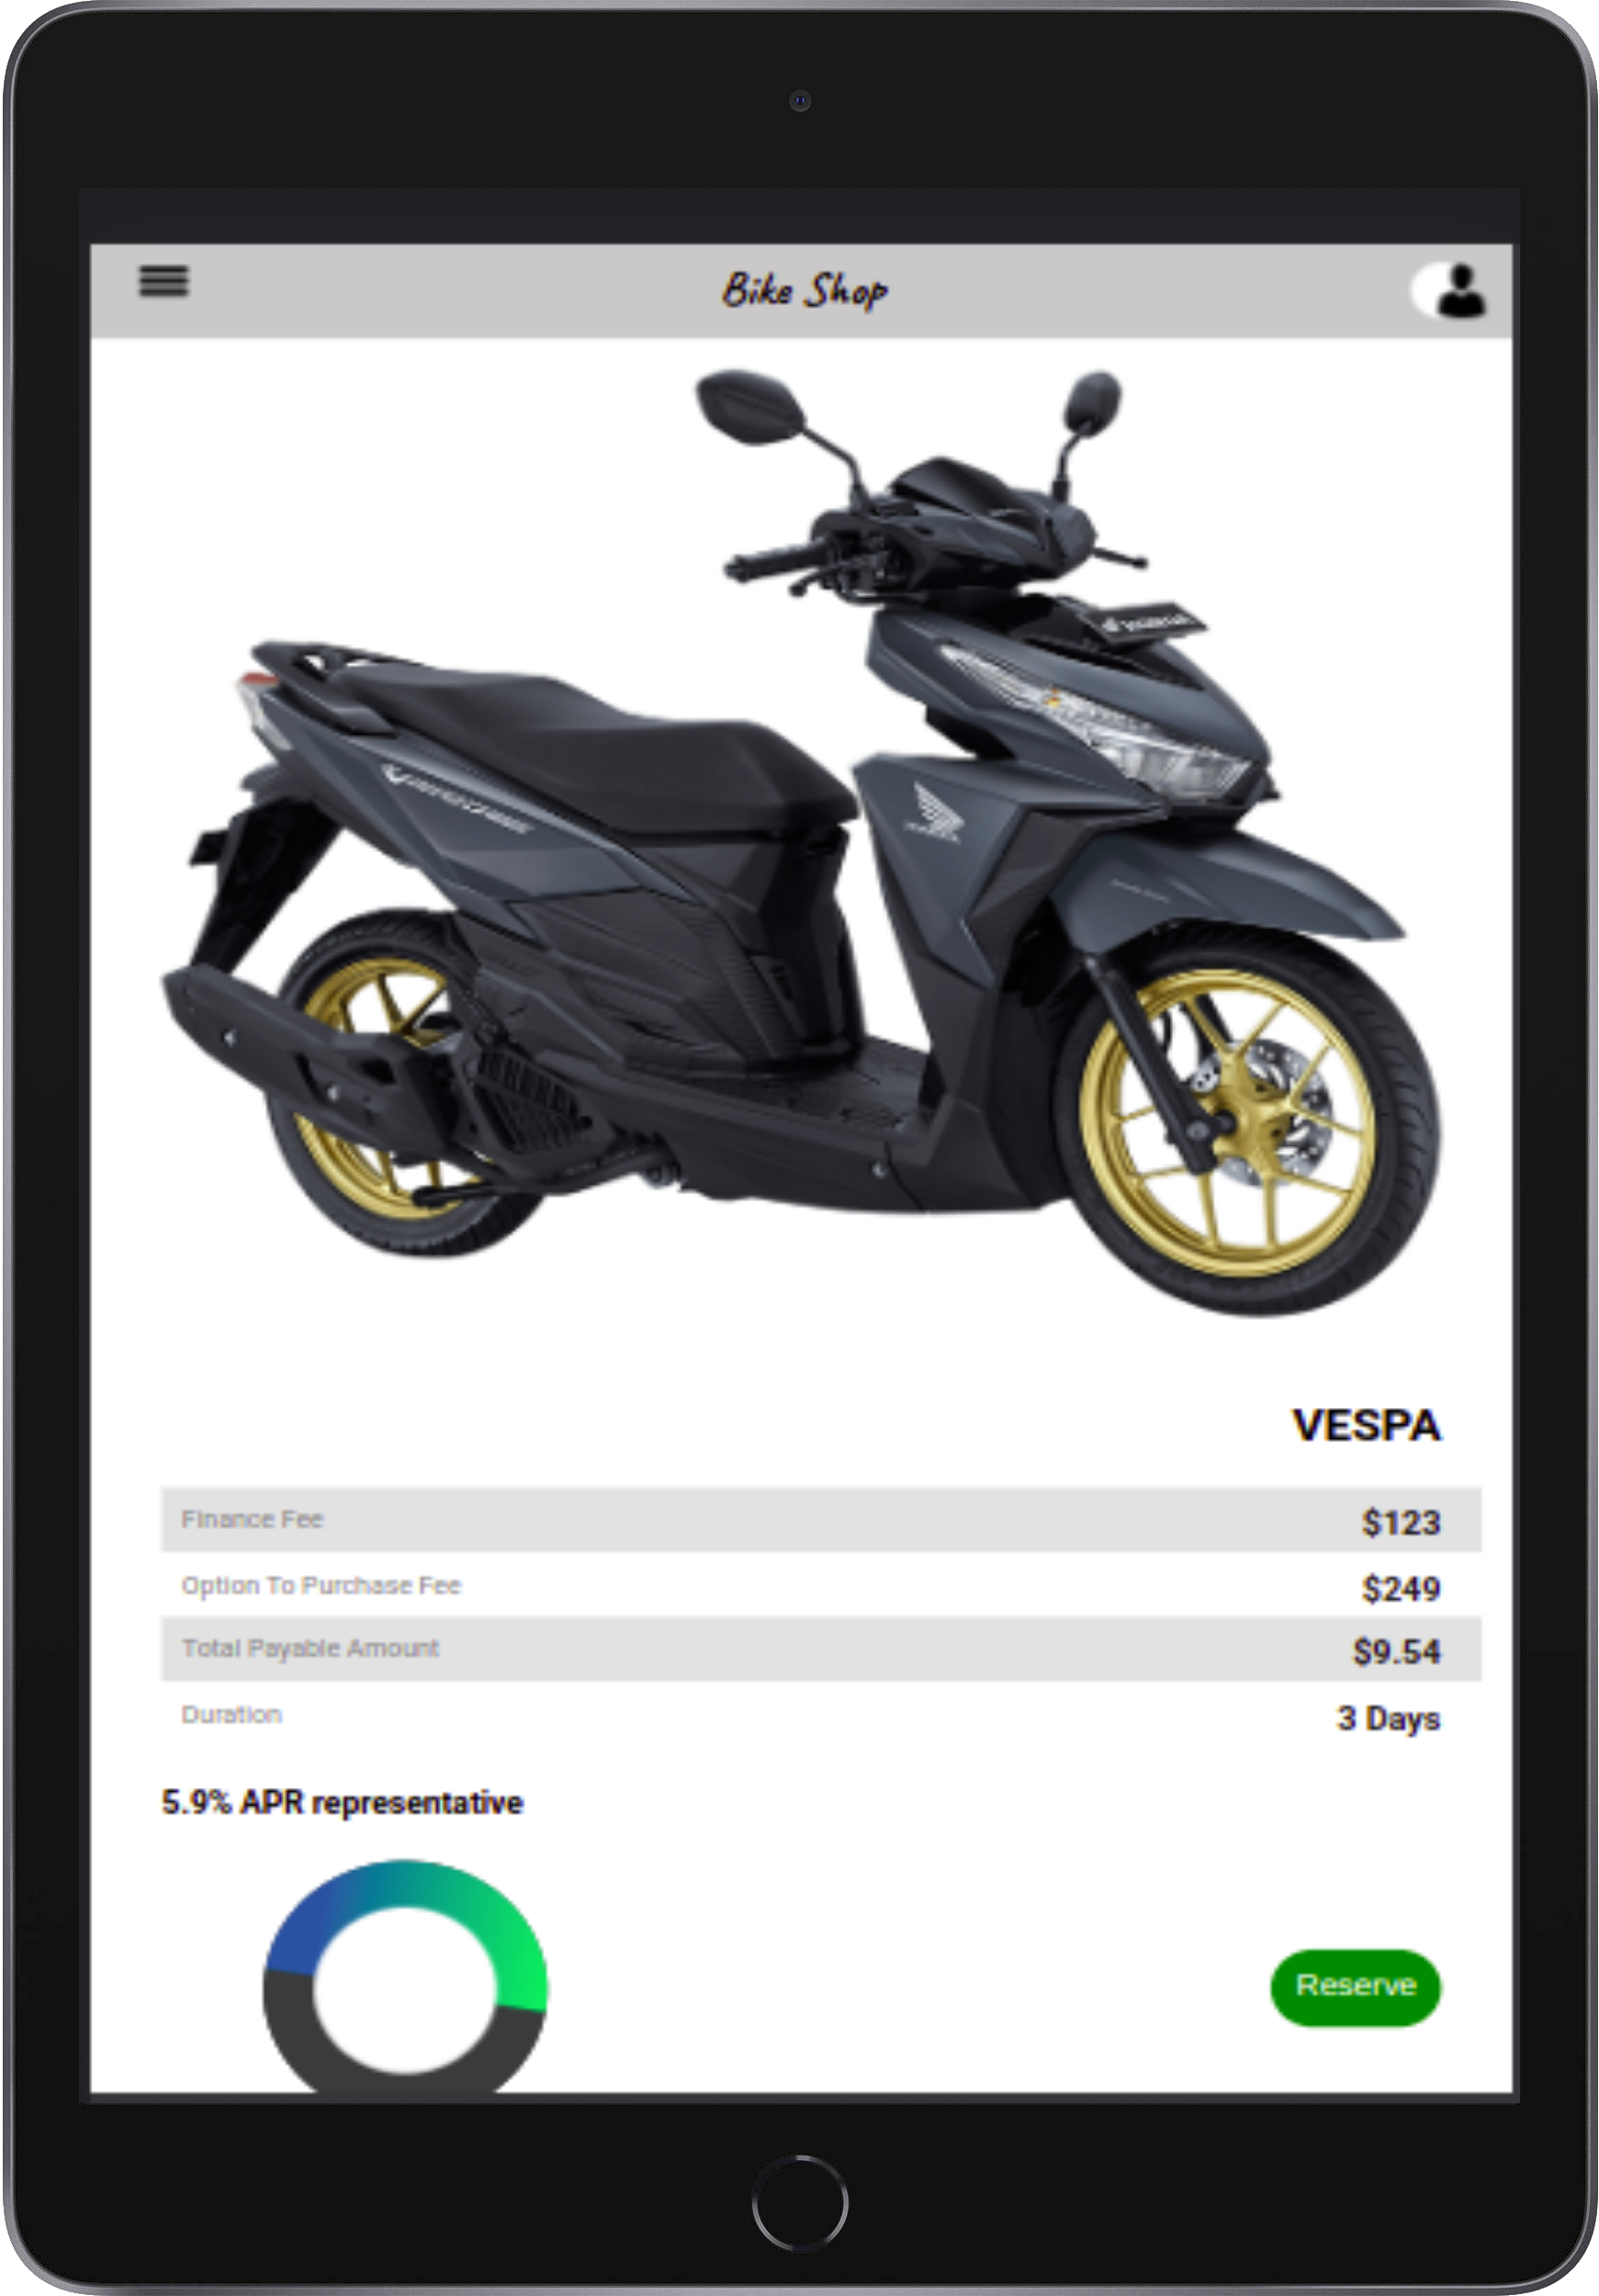 Bike Shop
VESPA
Finance Fee $123
Option To Purchase Fee $249
Total Payable Amount $9.54
Duration 3 Days
5.9% APR representative
Reserve